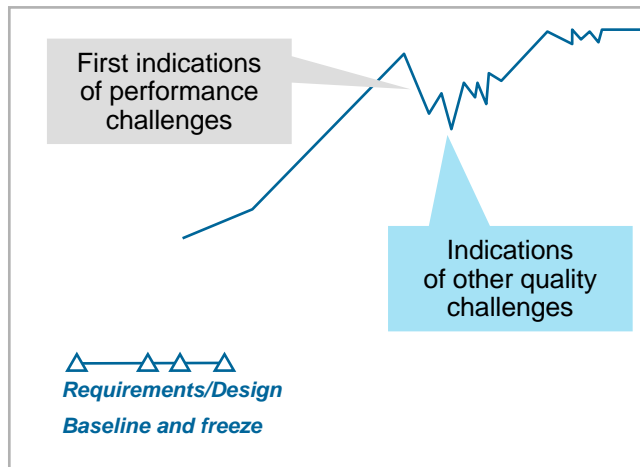 First indications
of performance
challenges
Indications
of other quality
challenges
Requirements/Design
Baseline and freeze